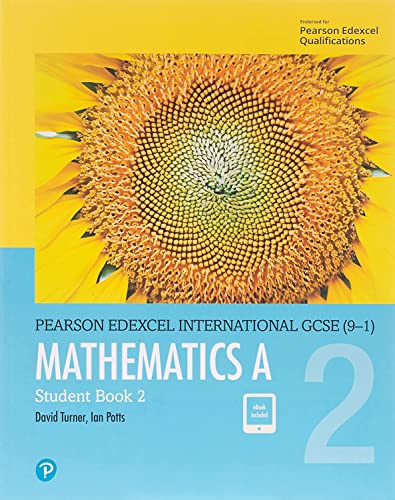 Endorsed for
Pearson Edexcel
Qualifications
PEARSON EDEXCEL INTERNATIONAL GCSE (9–1)
MATHEMATICS A
2
Student Book 2
David Turner, Ian Potts
eBook
included
P